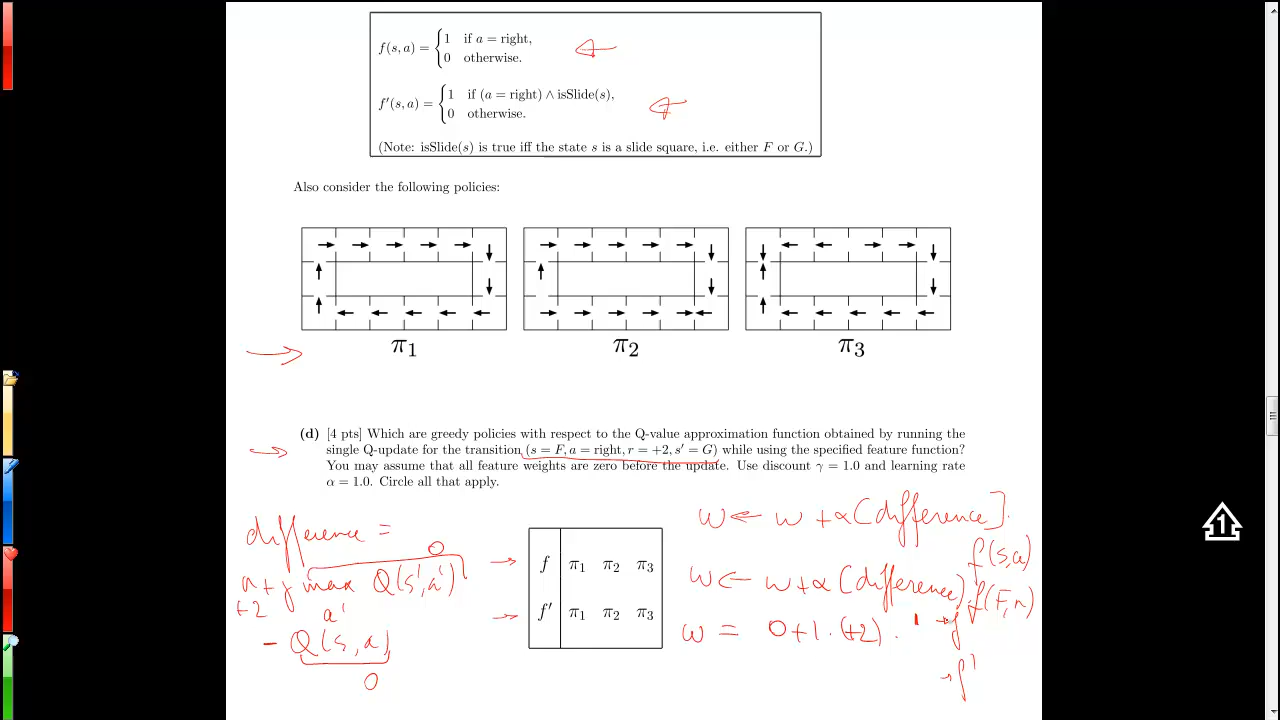 f(s, a) = { 1 if a = right,
0 otherwise.
f′(s, a) = { 1 if (a = right) ∧ isSlide(s),
0 otherwise.
(Note: isSlide(s) is true iff the state s is a slide square, i.e. either F or G.)
Also consider the following policies:
π1 π2 π3
(d) [4 pts] Which are greedy policies with respect to the Q-value approximation function obtained by running the
single Q-update for the transition (s = F, a = right, r = +2, s′ = G) while using the specified feature function?
You may assume that all feature weights are zero before the update. Use discount γ = 1.0 and learning rate
α = 1.0. Circle all that apply.
difference =
0
r + γ max Q(s', a')
+2 a'
- Q(s, a)
0
f π1 π2 π3
f′ π1 π2 π3
w ← w + α [difference].
f(s,a)
w ← w + α (difference).
f(F, r)
w = 0 + 1 . (+2) . 1 → f
→ f'
1